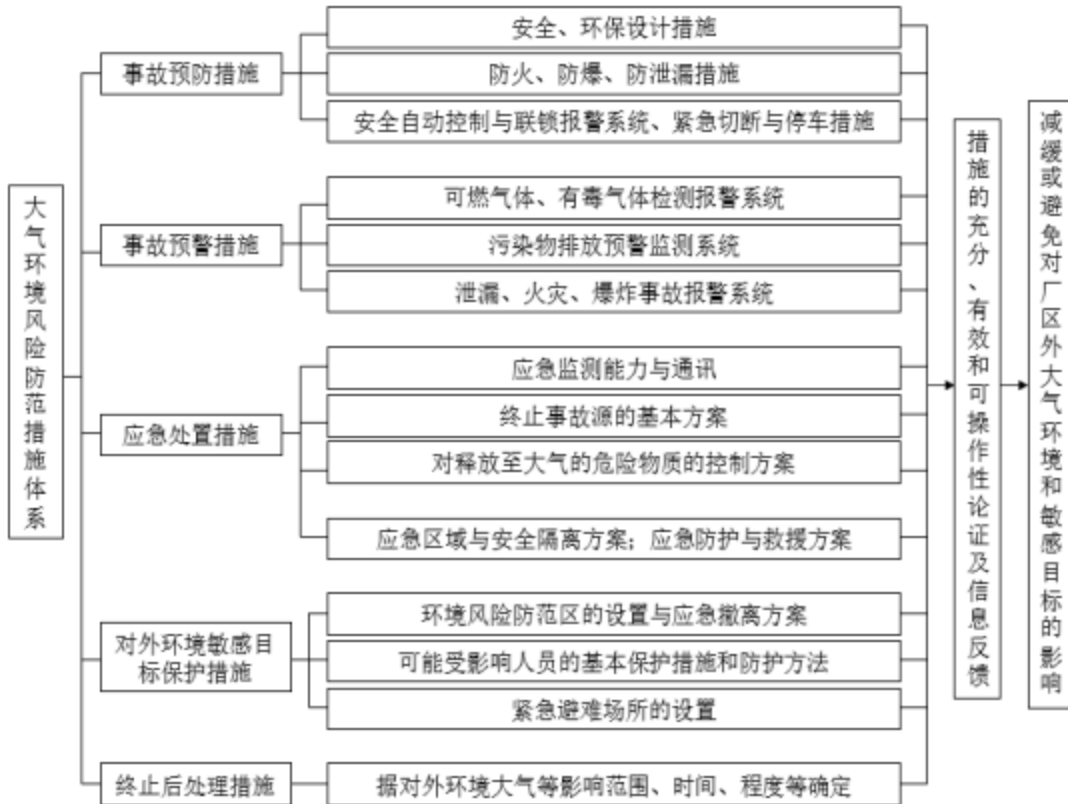 大气环境风险防范措施体系
事故预防措施
安全、环保设计措施
防火、防爆、防泄漏措施
安全自动控制与联锁报警系统、紧急切断与停车措施
事故预警措施
可燃气体、有毒气体检测报警系统
污染物排放预警监测系统
泄漏、火灾、爆炸事故报警系统
应急处置措施
应急监测能力与通讯
终止事故源的基本方案
对释放至大气的危险物质的控制方案
应急区域与安全隔离方案；应急防护与救援方案
对外环境敏感目
标保护措施
环境风险防范区的设置与应急撤离方案
可能受影响人员的基本保护措施和防护方法
紧急避难场所的设置
终止后处理措施
据对外环境大气等影响范围、时间、程度等确定
措施的充分、有效和可操作性论证及信息反馈
减缓或避免对厂区外大气环境和敏感目标的影响